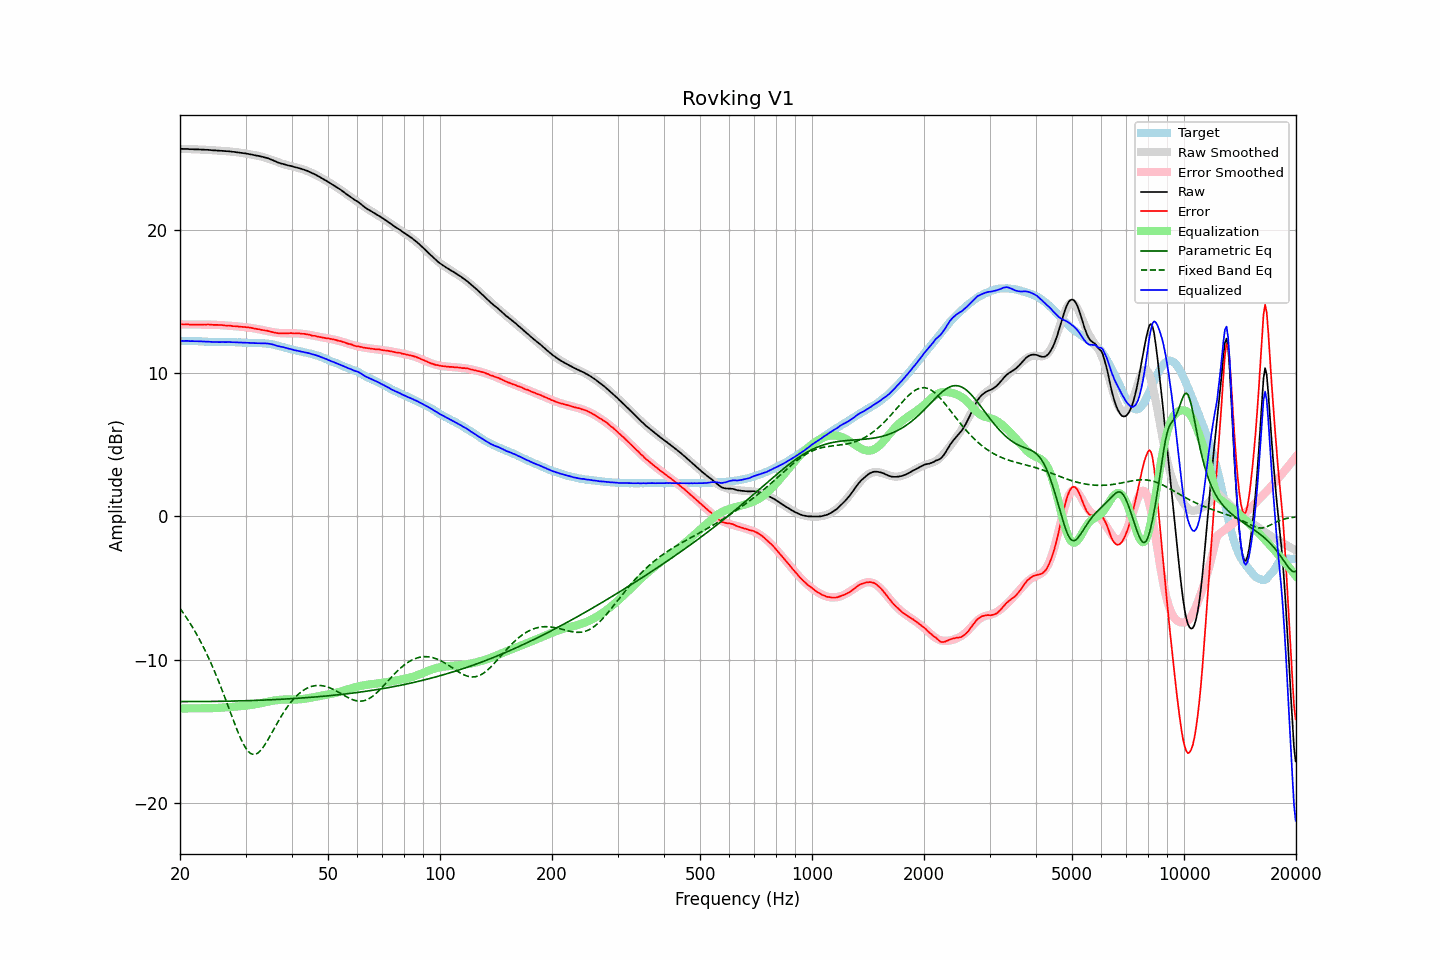 Rovking V1
Amplitude (dBr)
20
10
0
−10
−20
20
50
100
200
500
1000
2000
5000
10000
20000
Frequency (Hz)
Target
Raw Smoothed
Error Smoothed
Raw
Error
Equalization
Parametric Eq
Fixed Band Eq
Equalized